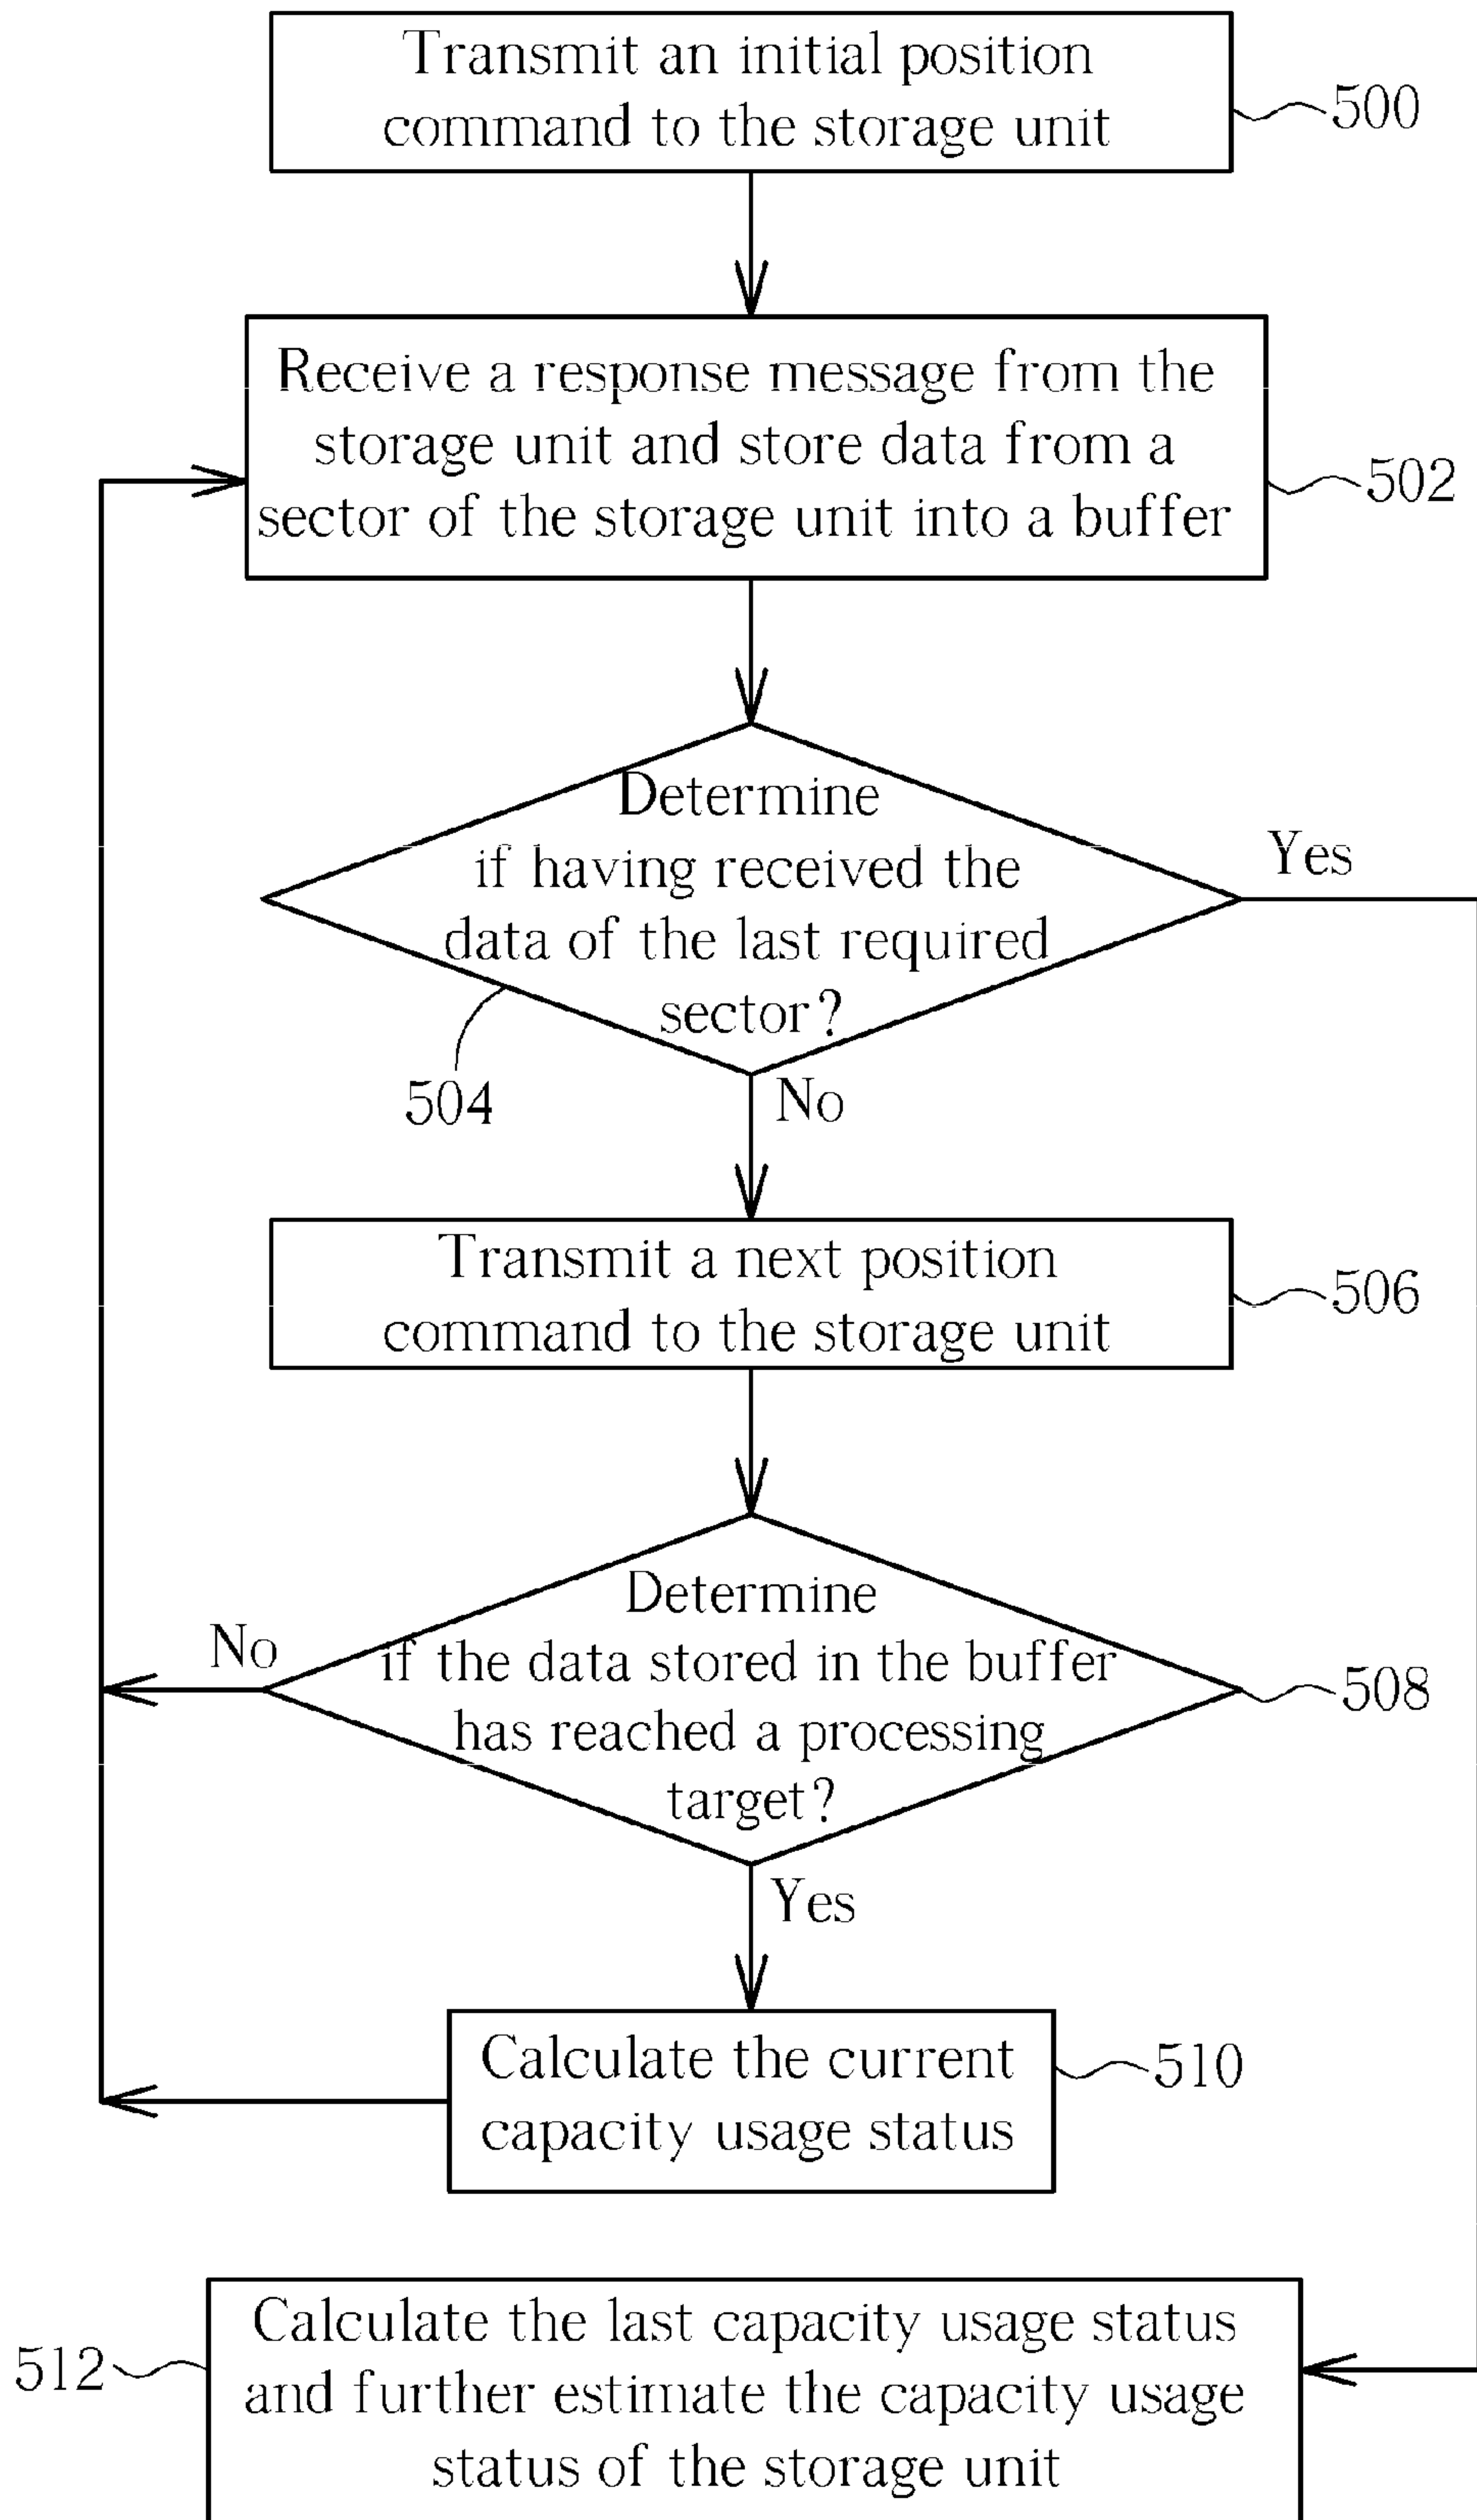 Transmit an initial position
command to the storage unit
500
Receive a response message from the
storage unit and store data from a
sector of the storage unit into a buffer
502
Determine
if having received the
data of the last required
sector?
Yes
504
No
Transmit a next position
command to the storage unit
506
Determine
if the data stored in the buffer
has reached a processing
target?
No
508
Yes
Calculate the current
capacity usage status
510
Calculate the last capacity usage status
and further estimate the capacity usage
status of the storage unit
512